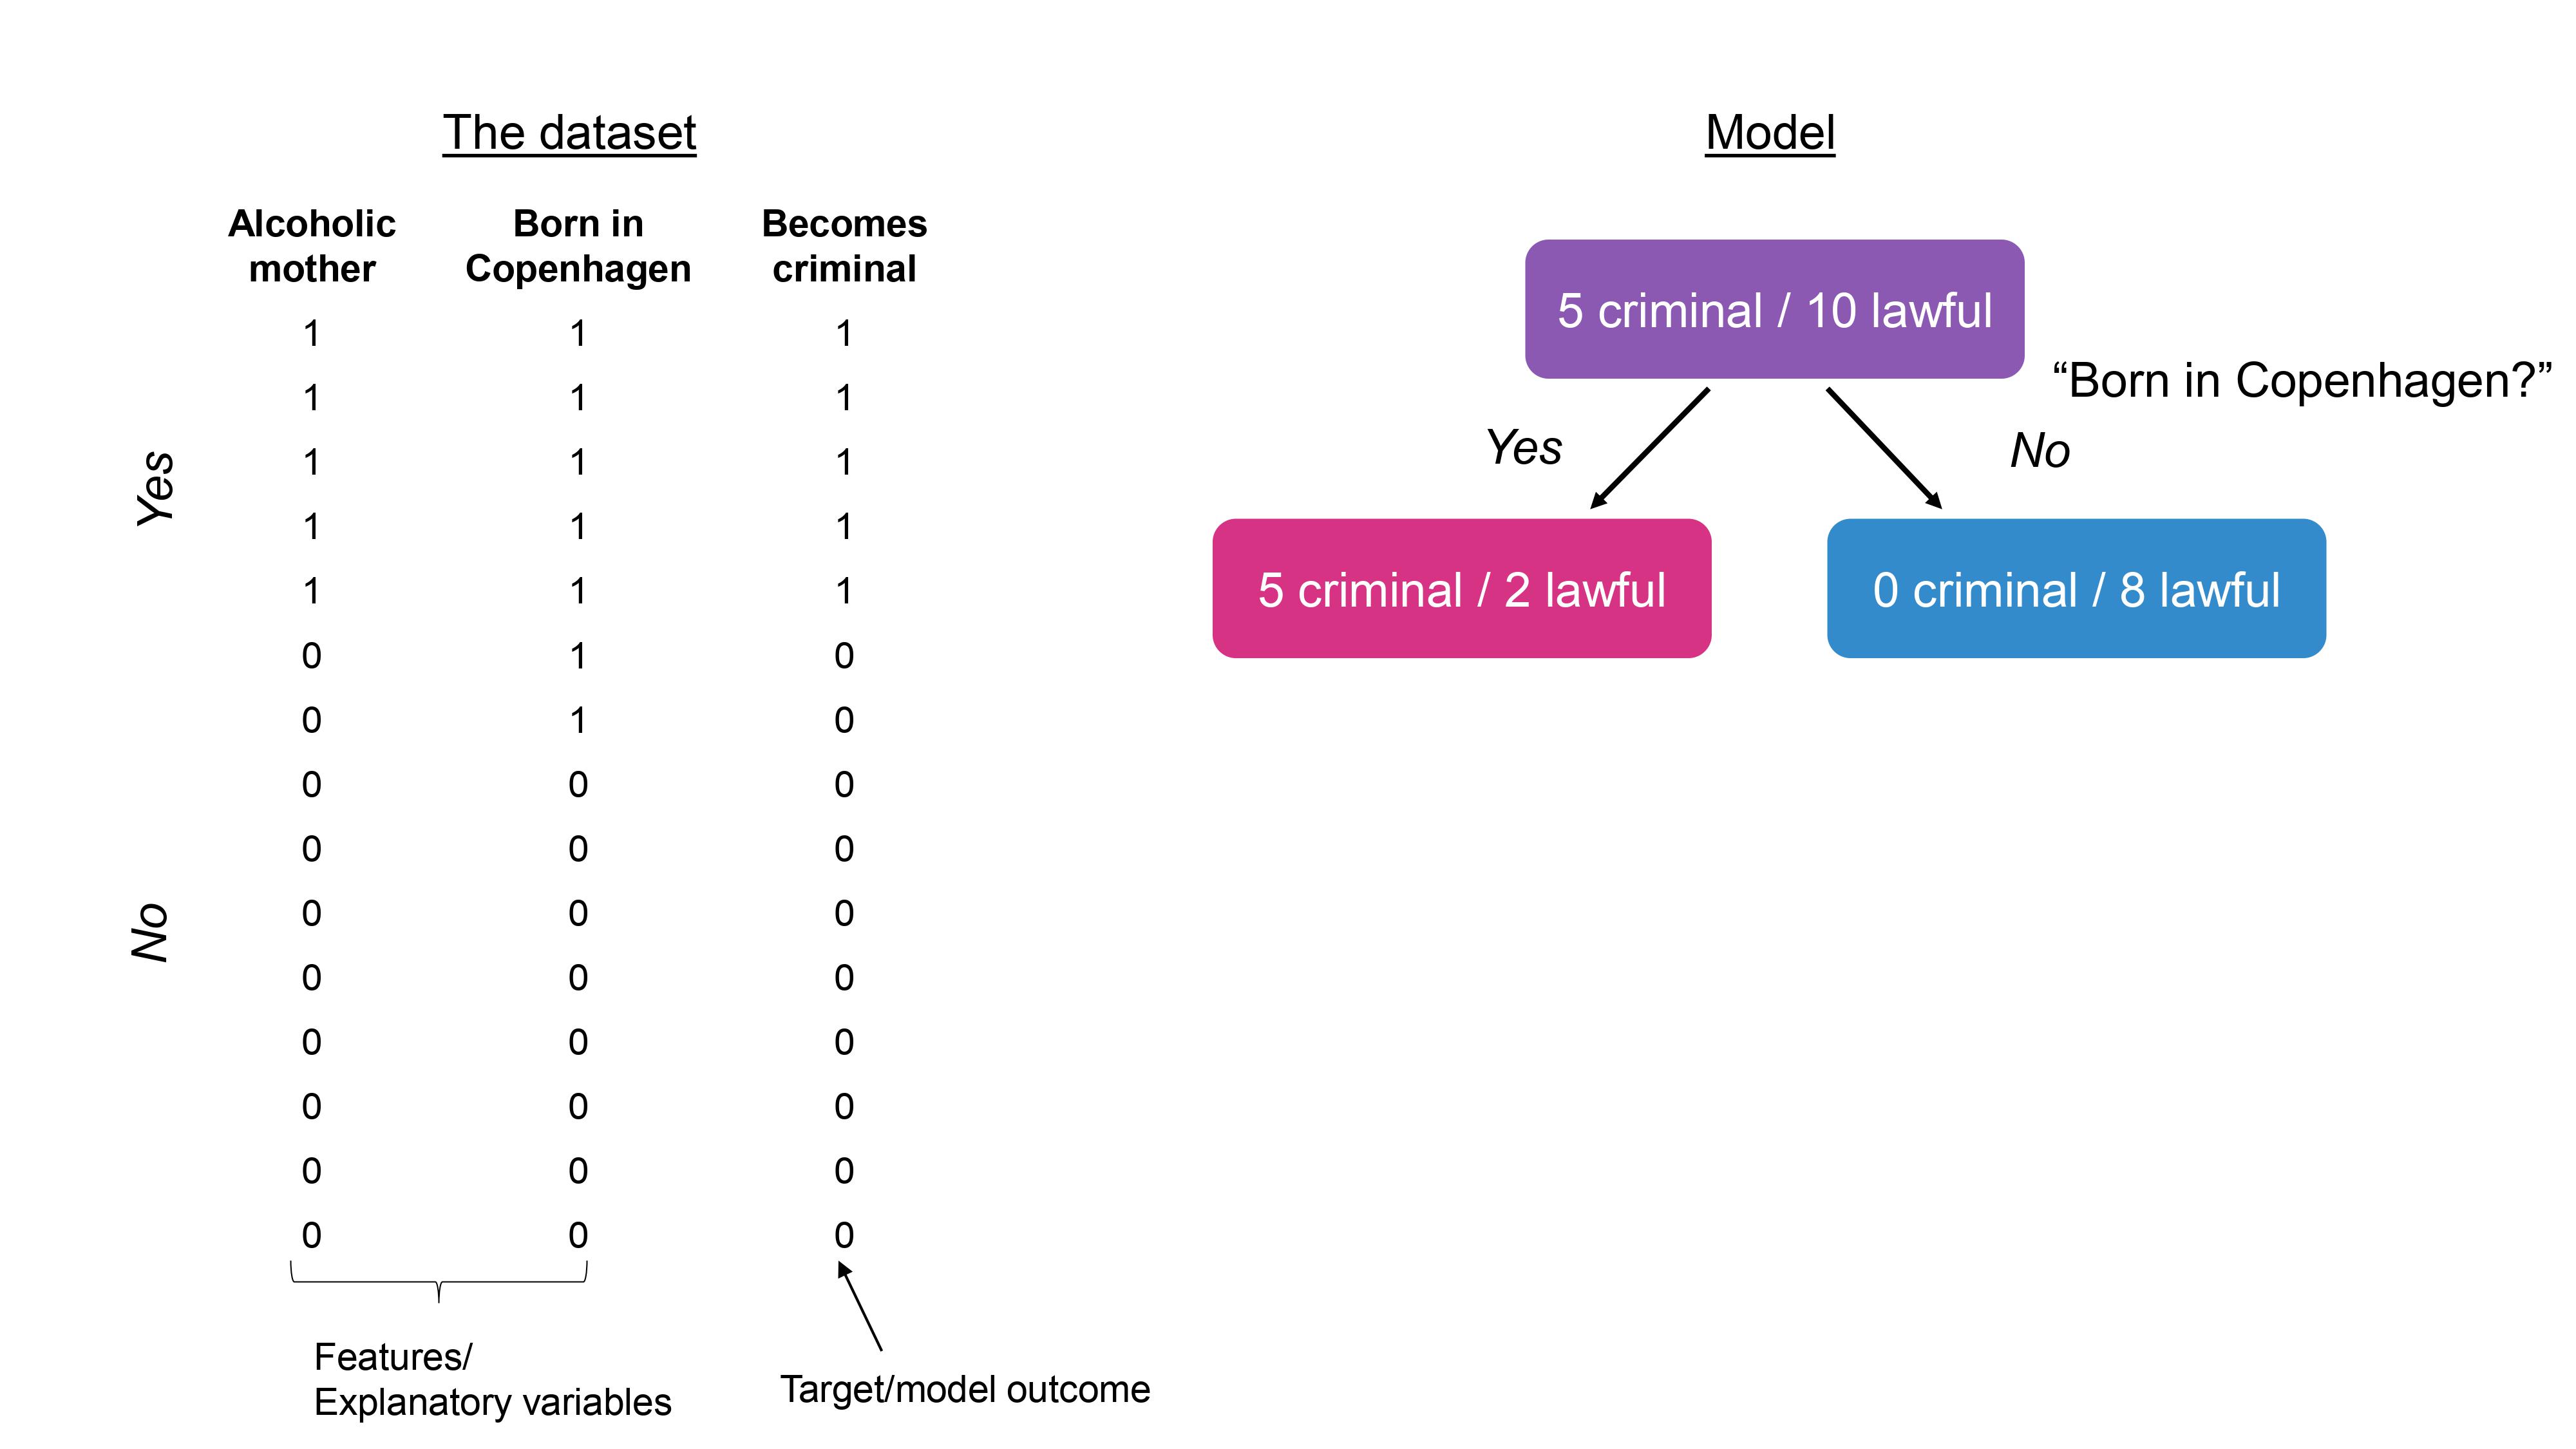 The dataset
Alcoholic mother Born in Copenhagen Becomes criminal
1 1 1
1 1 1
1 1 1
1 1 1
1 1 1
0 1 0
0 1 0
0 0 0
0 0 0
0 0 0
0 0 0
0 0 0
0 0 0
0 0 0
0 0 0
Yes
No
Features/
Explanatory variables
Target/model outcome
Model
5 criminal / 10 lawful
“Born in Copenhagen?”
Yes
No
5 criminal / 2 lawful
0 criminal / 8 lawful